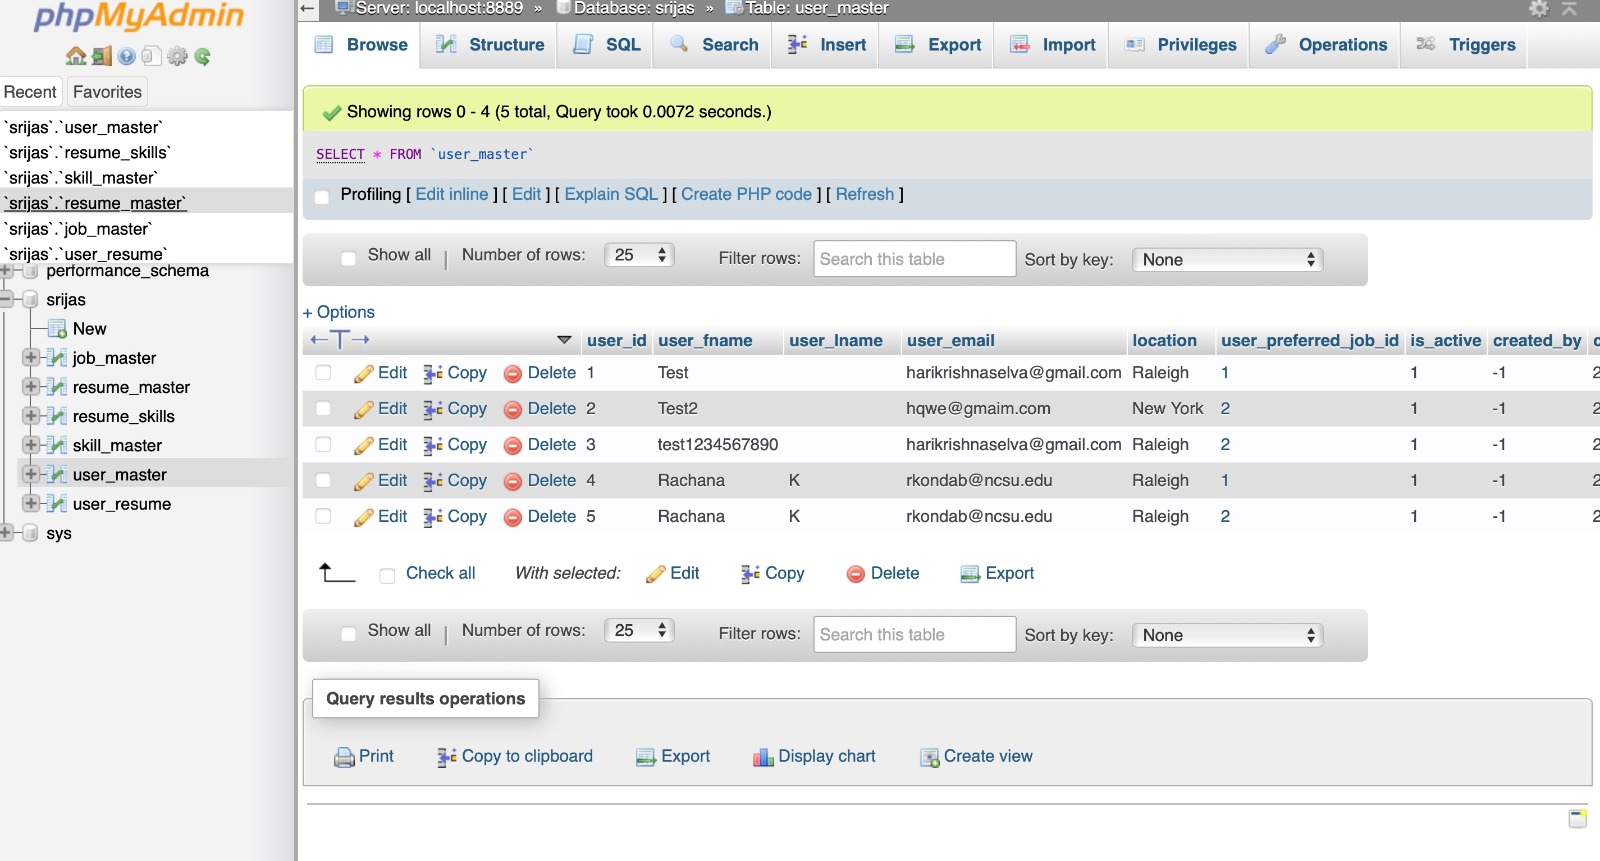 phpMyAdmin
Recent Favorites
`srijas`.`user_master`
`srijas`.`resume_skills`
`srijas`.`skill_master`
`srijas`.`resume_master`
`srijas`.`job_master`
`srijas`.`user_resume`
performance_schema
srijas
New
job_master
resume_master
resume_skills
skill_master
user_master
user_resume
sys
Server: localhost:8889 » Database: srijas » Table: user_master
Browse Structure SQL Search Insert Export Import Privileges Operations Triggers
Showing rows 0 - 4 (5 total, Query took 0.0072 seconds.)
SELECT * FROM `user_master`
Profiling [ Edit inline ] [ Edit ] [ Explain SQL ] [ Create PHP code ] [ Refresh ]
Show all | Number of rows: 25 Filter rows: Search this table Sort by key: None
+ Options
←T→ user_id user_fname user_lname user_email location user_preferred_job_id is_active created_by
Edit Copy Delete 1 Test harikrishnaselva@gmail.com Raleigh 1 1 -1 2
Edit Copy Delete 2 Test2 hqwe@gmaim.com New York 2 1 -1 2
Edit Copy Delete 3 test1234567890 harikrishnaselva@gmail.com Raleigh 2 1 -1 2
Edit Copy Delete 4 Rachana K rkondab@ncsu.edu Raleigh 1 1 -1 2
Edit Copy Delete 5 Rachana K rkondab@ncsu.edu Raleigh 2 1 -1 2
Check all With selected: Edit Copy Delete Export
Show all | Number of rows: 25 Filter rows: Search this table Sort by key: None
Query results operations
Print Copy to clipboard Export Display chart Create view